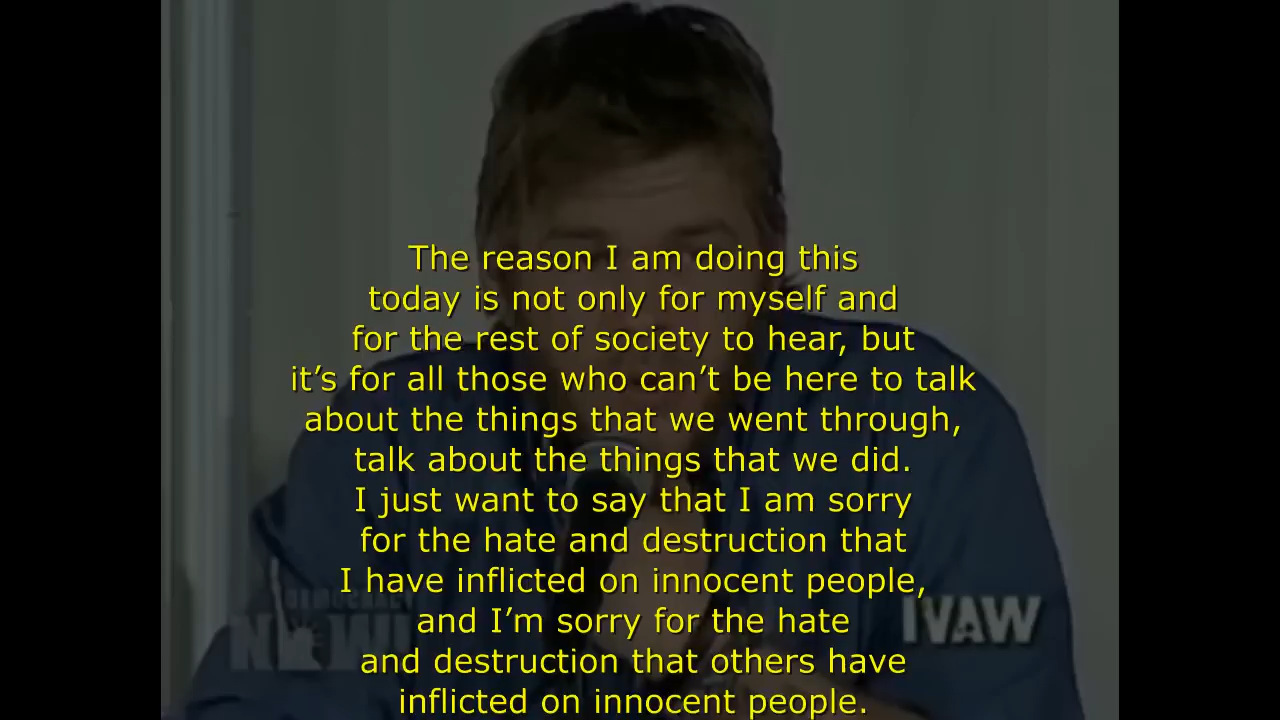 The reason I am doing this
today is not only for myself and
for the rest of society to hear, but
it’s for all those who can’t be here to talk
about the things that we went through,
talk about the things that we did.
I just want to say that I am sorry
for the hate and destruction that
I have inflicted on innocent people,
and I’m sorry for the hate
and destruction that others have
inflicted on innocent people.
DEMOCRACY
NOW!
IVAW